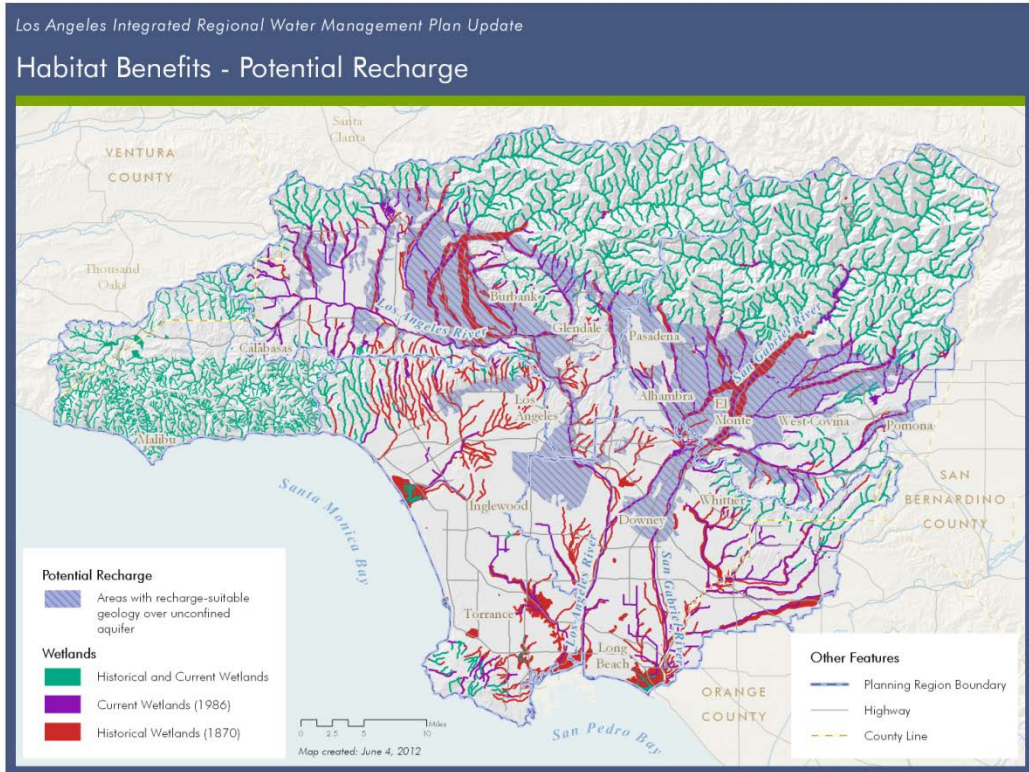 Los Angeles Integrated Regional Water Management Plan Update
Habitat Benefits - Potential Recharge
Santa
Clarita
VENTURA
COUNTY
Thousand
Oaks
Burbank
Los Angeles River
Glendale
Pasadena
San Gabriel River
Calabasas
Alhambra
El
Monte
West Covina
Pomona
Los
Angeles
Malibu
SAN
BERNARDINO
COUNTY
Santa Monica Bay
Inglewood
Whittier
Downey
Los Angeles River
San Gabriel River
Torrance
Long
Beach
ORANGE
COUNTY
San Pedro Bay
Potential Recharge
Areas with recharge-suitable
geology over unconfined
aquifer
Wetlands
Historical and Current Wetlands
Current Wetlands (1986)
Historical Wetlands (1870)
0 2.5 5 10 Miles
Map created: June 4, 2012
Other Features
Planning Region Boundary
Highway
County Line